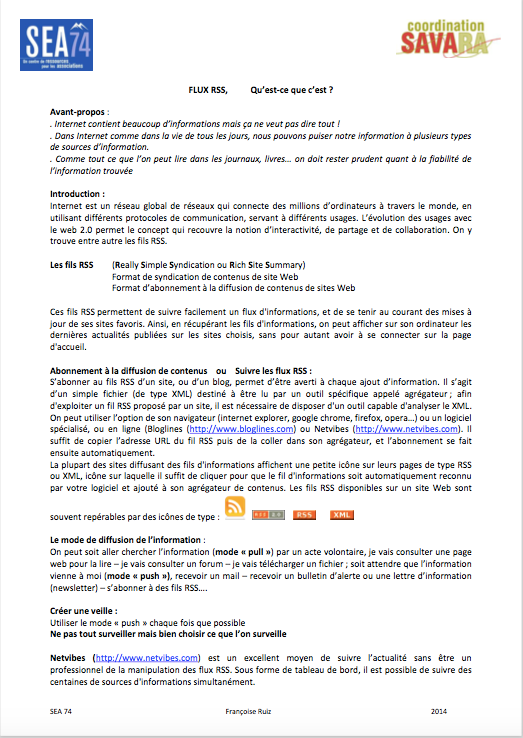 SEA74
Un centre de ressources
pour les associations
coordination
SAVARA
FLUX RSS, Qu'est-ce que c'est ?
Avant-propos :
. Internet contient beaucoup d'informations mais ça ne veut pas dire tout !
. Dans Internet comme dans la vie de tous les jours, nous pouvons puiser notre information à plusieurs types
de sources d'information.
. Comme tout ce que l'on peut lire dans les journaux, livres… on doit rester prudent quant à la fiabilité de
l'information trouvée
Introduction :
Internet est un réseau global de réseaux qui connecte des millions d'ordinateurs à travers le monde, en
utilisant différents protocoles de communication, servant à différents usages. L'évolution des usages avec
le web 2.0 permet le concept qui recouvre la notion d'interactivité, de partage et de collaboration. On y
trouve entre autre les fils RSS.
Les fils RSS (Really Simple Syndication ou Rich Site Summary)
Format de syndication de contenus de site Web
Format d'abonnement à la diffusion de contenus de sites Web
Ces fils RSS permettent de suivre facilement un flux d'informations, et de se tenir au courant des mises à
jour de ses sites favoris. Ainsi, en récupérant les fils d'informations, on peut afficher sur son ordinateur les
dernières actualités publiées sur les sites choisis, sans pour autant avoir à se connecter sur la page
d'accueil.
Abonnement à la diffusion de contenus ou Suivre les flux RSS :
S'abonner au fils RSS d'un site, ou d'un blog, permet d'être averti à chaque ajout d'information. Il s'agit
d'un simple fichier (de type XML) destiné à être lu par un outil spécifique appelé agrégateur ; afin
d'exploiter un fil RSS proposé par un site, il est nécessaire de disposer d'un outil capable d'analyser le XML.
On peut utiliser l'option de son navigateur (internet explorer, google chrome, firefox, opera…) ou un logiciel
spécialisé, ou en ligne (Bloglines (http://www.bloglines.com) ou Netvibes (http://www.netvibes.com). Il
suffit de copier l'adresse URL du fil RSS puis de la coller dans son agrégateur, et l'abonnement se fait
ensuite automatiquement.
La plupart des sites diffusant des fils d'informations affichent une petite icône sur leurs pages de type RSS
ou XML, icône sur laquelle il suffit de cliquer pour que le fil d'informations soit automatiquement reconnu
par votre logiciel et ajouté à son agrégateur de contenus. Les fils RSS disponibles sur un site Web sont
souvent repérables par des icônes de type : RSS 2.0 RSS XML
Le mode de diffusion de l'information :
On peut soit aller chercher l'information (mode « pull ») par un acte volontaire, je vais consulter une page
web pour la lire – je vais consulter un forum – je vais télécharger un fichier ; soit attendre que l'information
vienne à moi (mode « push »), recevoir un mail – recevoir un bulletin d'alerte ou une lettre d'information
(newsletter) – s'abonner à des fils RSS….
Créer une veille :
Utiliser le mode « push » chaque fois que possible
Ne pas tout surveiller mais bien choisir ce que l'on surveille
Netvibes (http://www.netvibes.com) est un excellent moyen de suivre l'actualité sans être un
professionnel de la manipulation des flux RSS. Sous forme de tableau de bord, il est possible de suivre des
centaines de sources d'informations simultanément.
SEA 74 Françoise Ruiz 2014